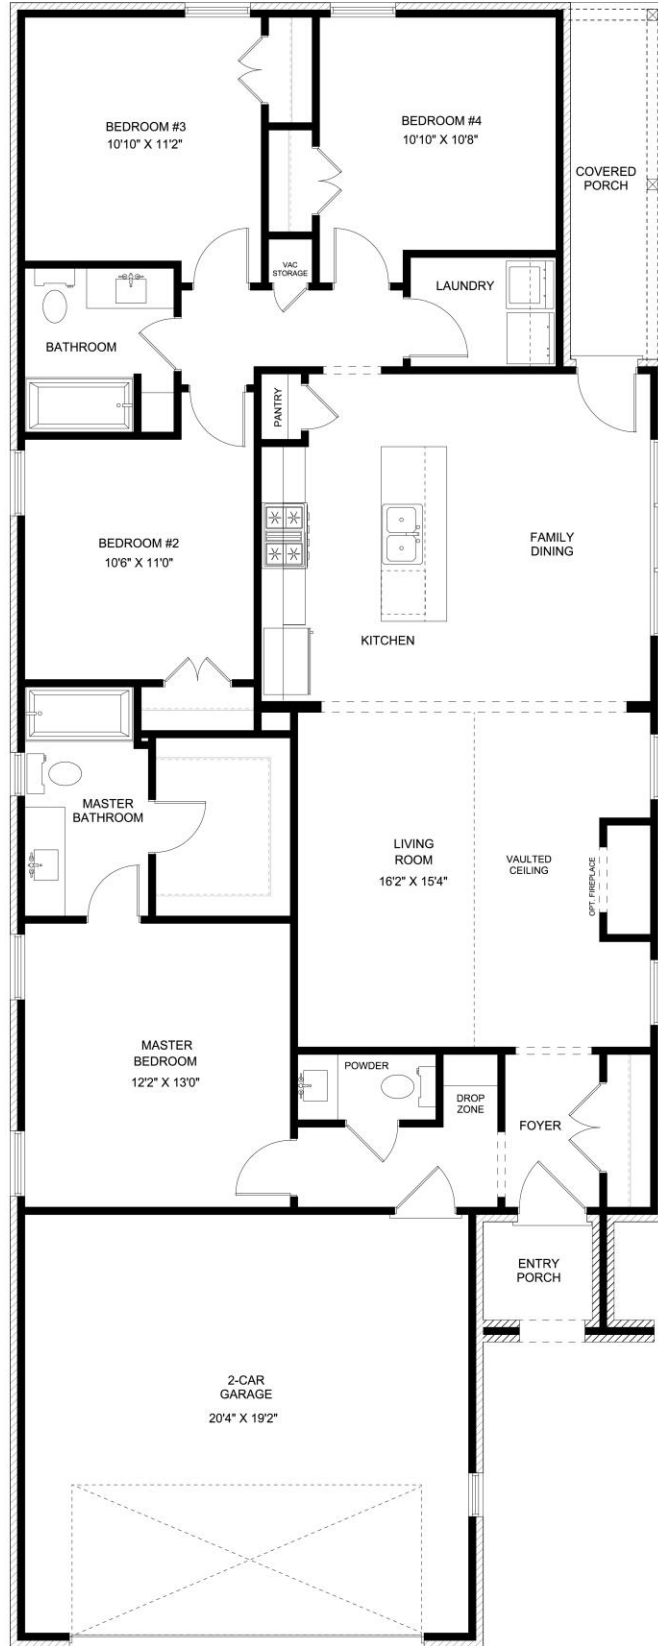 BEDROOM #3
10'10" X 11'2"
BEDROOM #4
10'10" X 10'8"
COVERED
PORCH
VAC
STORAGE
LAUNDRY
BATHROOM
PANTRY
BEDROOM #2
10'6" X 11'0"
FAMILY
DINING
KITCHEN
MASTER
BATHROOM
LIVING
ROOM
16'2" X 15'4"
VAULTED
CEILING
OPT. FIREPLACE
MASTER
BEDROOM
12'2" X 13'0"
POWDER
DROP
ZONE
FOYER
ENTRY
PORCH
2-CAR
GARAGE
20'4" X 19'2"